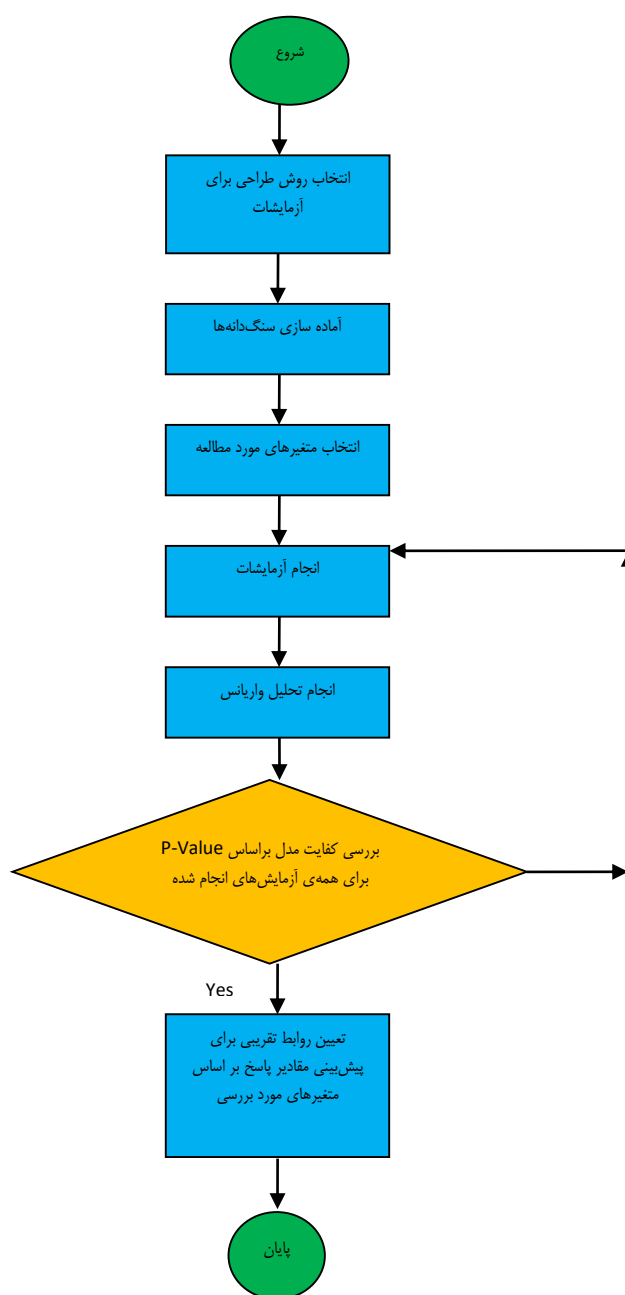 شروع
انتخاب روش طراحی برای
آزمایشات
آماده سازی سنگ‌دانه‌ها
انتخاب متغیرهای مورد مطالعه
انجام آزمایشات
انجام تحلیل واریانس
بررسی کفایت مدل براساس P-Value
برای همه‌ی آزمایش‌های انجام شده
Yes
تعیین روابط تقریبی برای
پیش‌بینی مقادیر پاسخ بر اساس
متغیرهای مورد بررسی
پایان